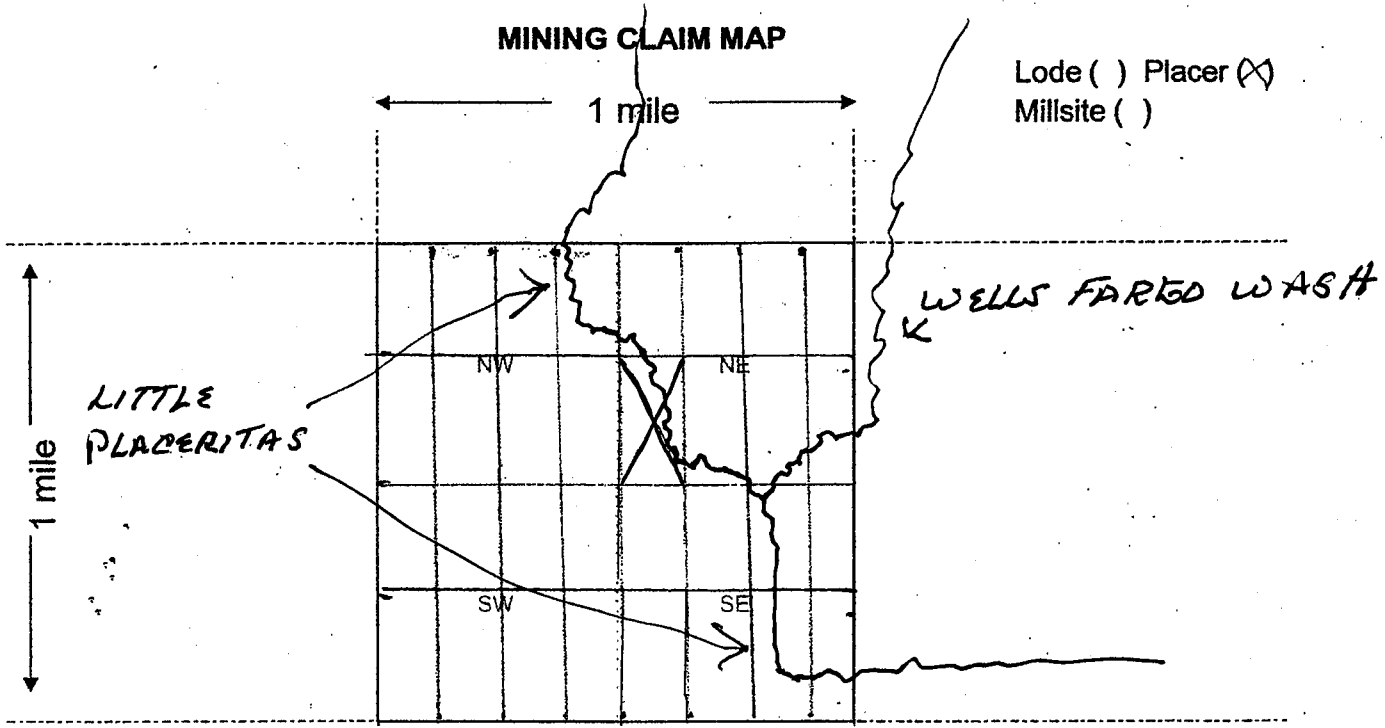 MINING CLAIM MAP
Lode ( ) Placer (X)
Millsite ( )
1 mile
WELLS FARGO WASH
NW
NE
LITTLE
PLACERITAS
1 mile
SW
SE